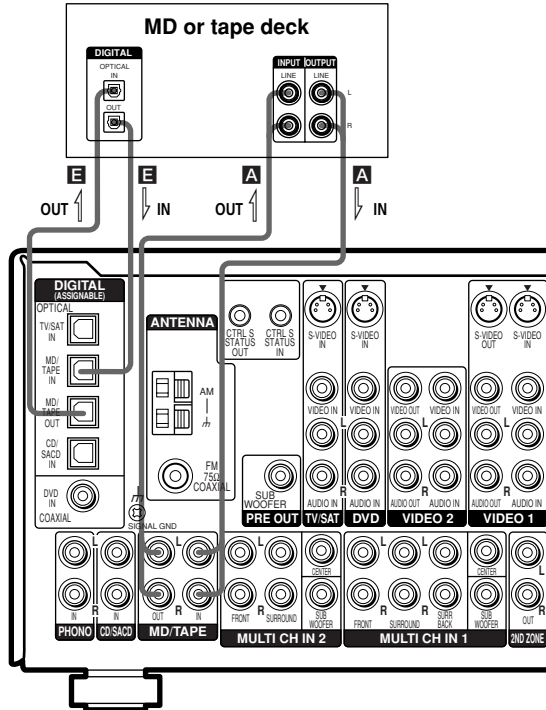 MD or tape deck
DIGITAL
OPTICAL
IN
OUT
INPUT OUTPUT
LINE LINE
L
R
E E A A
OUT IN OUT IN
DIGITAL
(ASSIGNABLE)
OPTICAL
TV/SAT
IN
MD/
TAPE
IN
MD/
TAPE
OUT
CD/
SACD
IN
DVD
IN
COAXIAL
ANTENNA
AM
FM
75Ω
COAXIAL
SIGNAL GND
CTRL S
STATUS
OUT
CTRL S
STATUS
IN
SUB
WOOFER
PRE OUT
S-VIDEO
IN
VIDEO IN
L
R
AUDIO IN
TV/SAT
S-VIDEO
IN
VIDEO IN
AUDIO IN
DVD
VIDEO OUT VIDEO IN
L
R
AUDIO OUT AUDIO IN
VIDEO 2
S-VIDEO
OUT
S-VIDEO
IN
VIDEO OUT VIDEO IN
L
R
AUDIO OUT AUDIO IN
VIDEO 1
L
R
IN
PHONO
IN
CD/SACD
L
OUT R IN
MD/TAPE
L
R
FRONT SURROUND
CENTER
SUB
WOOFER
MULTI CH IN 2
L
R
FRONT SURROUND
SURR
BACK
CENTER
SUB
WOOFER
MULTI CH IN 1
L
R
OUT
2ND ZONE